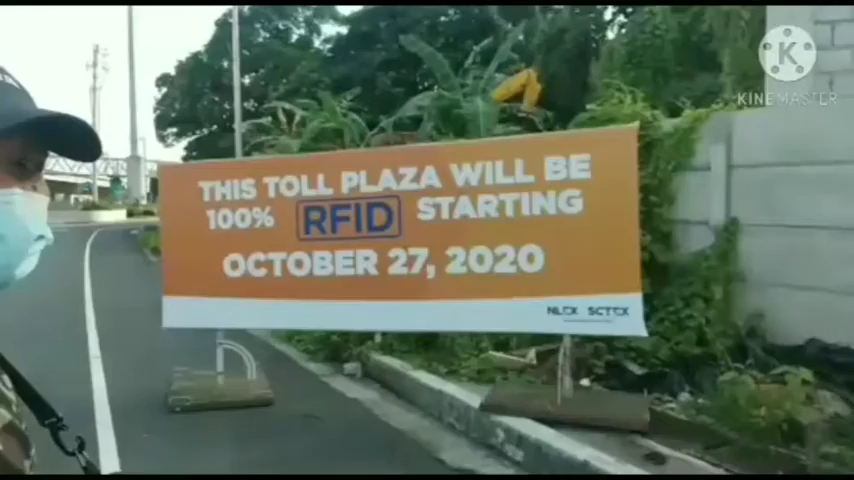 K
KINEMASTER
THIS TOLL PLAZA WILL BE
100% RFID STARTING
OCTOBER 27, 2020
NLEX SCTEX